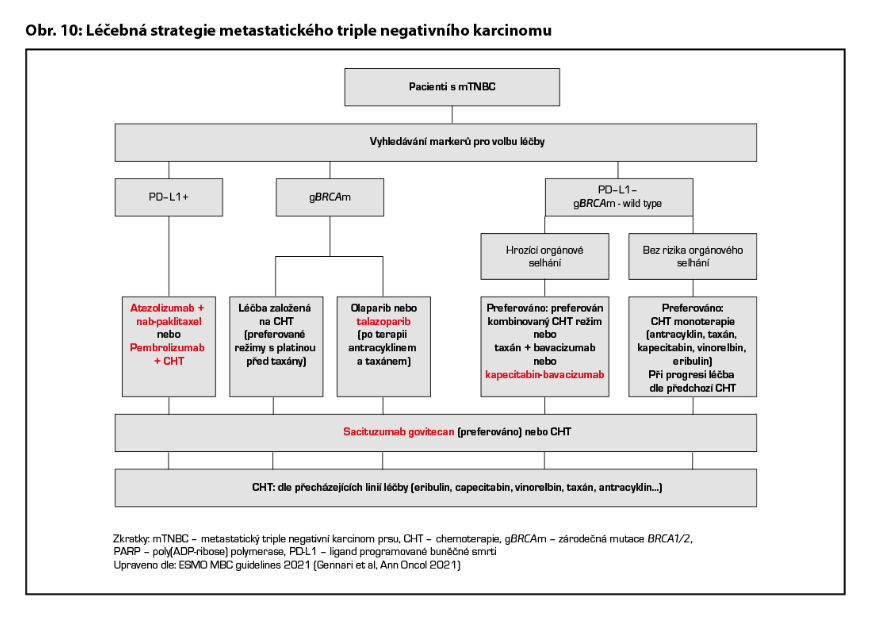 Obr. 10: Léčebná strategie metastatického triple negativního karcinomu
Pacienti s mTNBC
Vyhledávání markerů pro volbu léčby
PD–L1+
gBRCAm
PD–L1–
gBRCAm - wild type
Hrozící orgánové
selhání
Bez rizika orgánového
selhání
Atezolizumab +
nab-paklitaxel
nebo
Pembrolizumab
+ CHT
Léčba založená
na CHT
(preferované
režimy s platinou
před taxány)
Olaparib nebo
talazoparib
(po terapii
antracyklinem
a taxánem)
Preferováno: preferován
kombinovaný CHT režim
nebo
taxán + bavacizumab
nebo
kapecitabin-bavacizumab
Preferováno:
CHT monoterapie
(antracyklin, taxán,
kapecitabin, vinorelbin,
eribulin)
Při progresi léčba
dle předchozí CHT
Sacituzumab govitecan (preferováno) nebo CHT
CHT: dle přecházejících linií léčby (eribulin, capecitabin, vinorelbin, taxán, antracyklin...)
Zkratky: mTNBC – metastatický triple negativní karcinom prsu, CHT – chemoterapie, gBRCAm – zárodečná mutace BRCA1/2,
PARP – poly(ADP-ribose) polymerase, PD-L1 – ligand programované buněčné smrti
Upraveno dle: ESMO MBC guidelines 2021 (Gennari et al, Ann Oncol 2021)